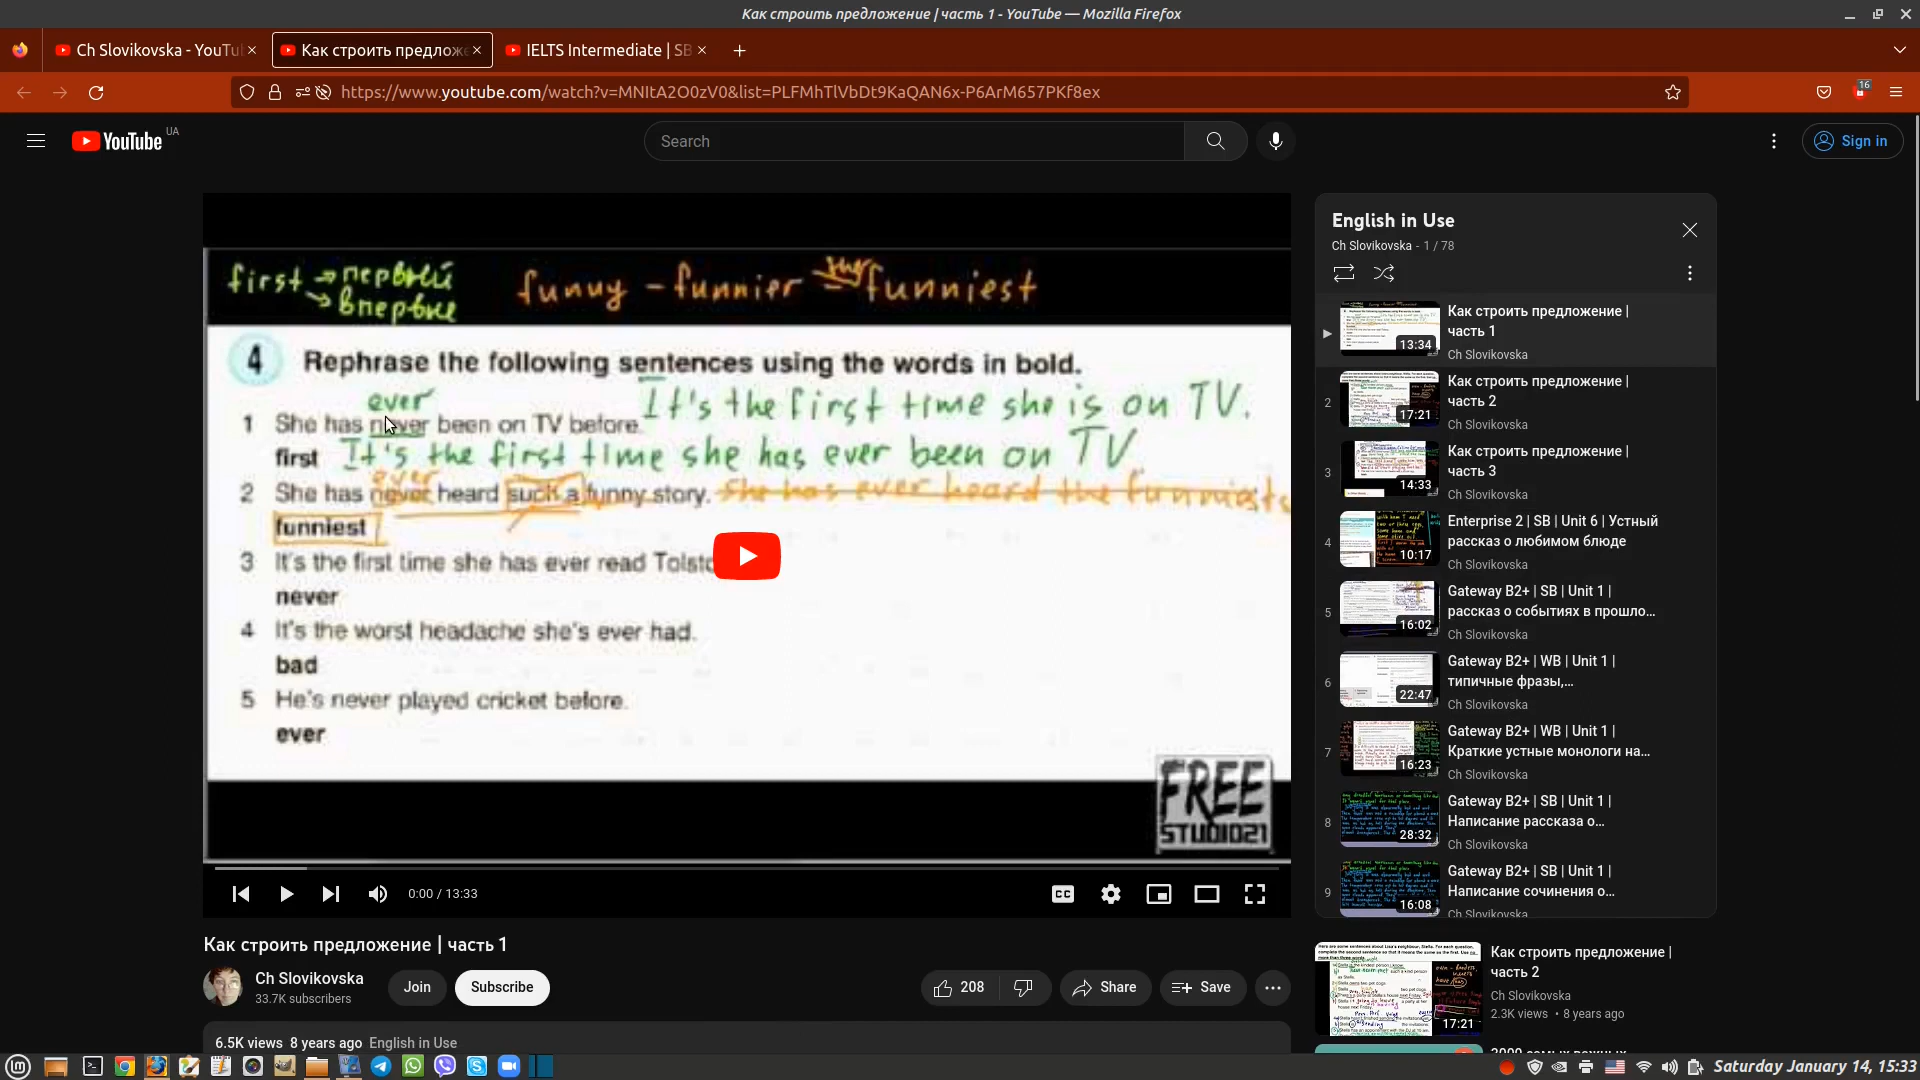 Как строить предложение | часть 1 - YouTube — Mozilla Firefox
Ch Slovikovska - YouTu
Как строить предлож
IELTS Intermediate | SB
https://www.youtube.com/watch?v=MNItA2O0zV0&list=PLFMhTlVbDt9KaQAN6x-P6ArM657PKf8ex
16
YouTube UA
Search
Sign in
first → первый
→ впервые
funny – funnier – the funniest
4 Rephrase the following sentences using the words in bold.
ever
1 She has never been on TV before. It's the first time she is on TV.
first It's the first time she has ever been on TV
ever
2 She has never heard such a funny story. She has ever heard the funniest
funniest
3 It's the first time she has ever read
never
4 It's the worst headache she's ever had.
bad
5 He's never played cricket before.
ever
FREE
STUDIO21
0:00 / 13:33
CC
Как строить предложение | часть 1
Ch Slovikovska
33.7K subscribers
Join
Subscribe
208
Share
Save
6.5K views 8 years ago English in Use
English in Use
Ch Slovikovska - 1 / 78
Как строить предложение |
часть 1
13:34
Ch Slovikovska
2
Как строить предложение |
часть 2
17:21
Ch Slovikovska
3
Как строить предложение |
часть 3
14:33
Ch Slovikovska
4
Enterprise 2 | SB | Unit 6 | Устный
рассказ о любимом блюде
10:17
Ch Slovikovska
5
Gateway B2+ | SB | Unit 1 |
рассказ о событиях в прошло...
16:02
Ch Slovikovska
6
Gateway B2+ | WB | Unit 1 |
типичные фразы,...
22:47
Ch Slovikovska
7
Gateway B2+ | WB | Unit 1 |
Краткие устные монологи на...
16:23
Ch Slovikovska
8
Gateway B2+ | SB | Unit 1 |
Написание рассказа о...
28:32
Ch Slovikovska
9
Gateway B2+ | SB | Unit 1 |
Написание сочинения о...
16:08
Ch Slovikovska
Как строить предложение |
часть 2
Ch Slovikovska
2.3K views • 8 years ago
17:21
Saturday January 14, 15:33